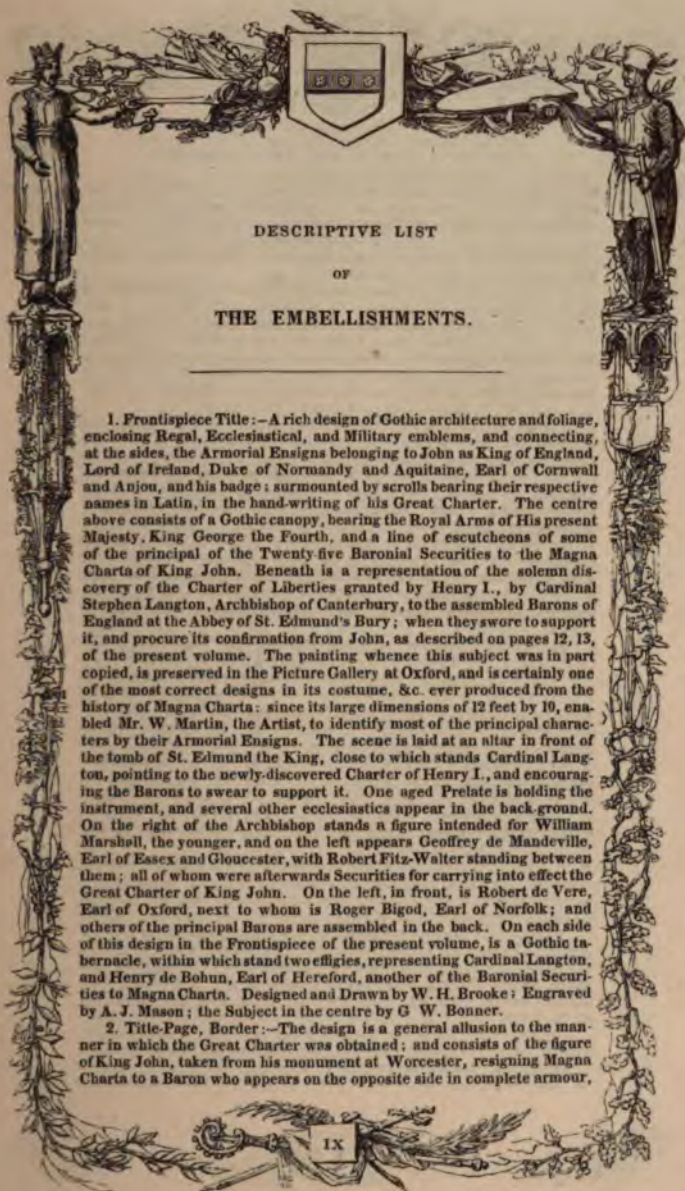 DESCRIPTIVE LIST
OF
THE EMBELLISHMENTS.
1. Frontispiece Title:—A rich design of Gothic architecture and foliage,
enclosing Regal, Ecclesiastical, and Military emblems, and connecting,
at the sides, the Armorial Ensigns belonging to John as King of England,
Lord of Ireland, Duke of Normandy and Aquitaine, Earl of Cornwall
and Anjou, and his badge; surmounted by scrolls bearing their respective
names in Latin, in the hand-writing of his Great Charter. The centre
above consists of a Gothic canopy, bearing the Royal Arms of His present
Majesty, King George the Fourth, and a line of escutcheons of some
of the principal of the Twenty-five Baronial Securities to the Magna
Charta of King John. Beneath is a representation of the solemn dis-
covery of the Charter of Liberties granted by Henry I., by Cardinal
Stephen Langton, Archbishop of Canterbury, to the assembled Barons of
England at the Abbey of St. Edmund's Bury; when they swore to support
it, and procure its confirmation from John, as described on pages 12, 13,
of the present volume. The painting whence this subject was in part
copied, is preserved in the Picture Gallery at Oxford, and is certainly one
of the most correct designs in its costume, &c. ever produced from the
history of Magna Charta: since its large dimensions of 12 feet by 10, ena-
bled Mr. W. Martin, the Artist, to identify most of the principal charac-
ters by their Armorial Ensigns. The scene is laid at an altar in front of
the tomb of St. Edmund the King, close to which stands Cardinal Lang-
ton, pointing to the newly-discovered Charter of Henry I., and encourag-
ing the Barons to swear to support it. One aged Prelate is holding the
instrument, and several other ecclesiastics appear in the back-ground.
On the right of the Archbishop stands a figure intended for William
Marshall, the younger, and on the left appears Geoffrey de Mandeville,
Earl of Essex and Gloucester, with Robert Fitz-Walter standing between
them; all of whom were afterwards Securities for carrying into effect the
Great Charter of King John. On the left, in front, is Robert de Vere,
Earl of Oxford, next to whom is Roger Bigod, Earl of Norfolk; and
others of the principal Barons are assembled in the back. On each side
of this design in the Frontispiece of the present volume, is a Gothic ta-
bernacle, within which stand two effigies, representing Cardinal Langton,
and Henry de Bohun, Earl of Hereford, another of the Baronial Securi-
ties to Magna Charta. Designed and Drawn by W. H. Brooke; Engraved
by A. J. Mason; the Subject in the centre by G W. Bonner.
2. Title-Page, Border:—The design is a general allusion to the man-
ner in which the Great Charter was obtained; and consists of the figure
of King John, taken from his monument at Worcester, resigning Magna
Charta to a Baron who appears on the opposite side in complete armour,
IX